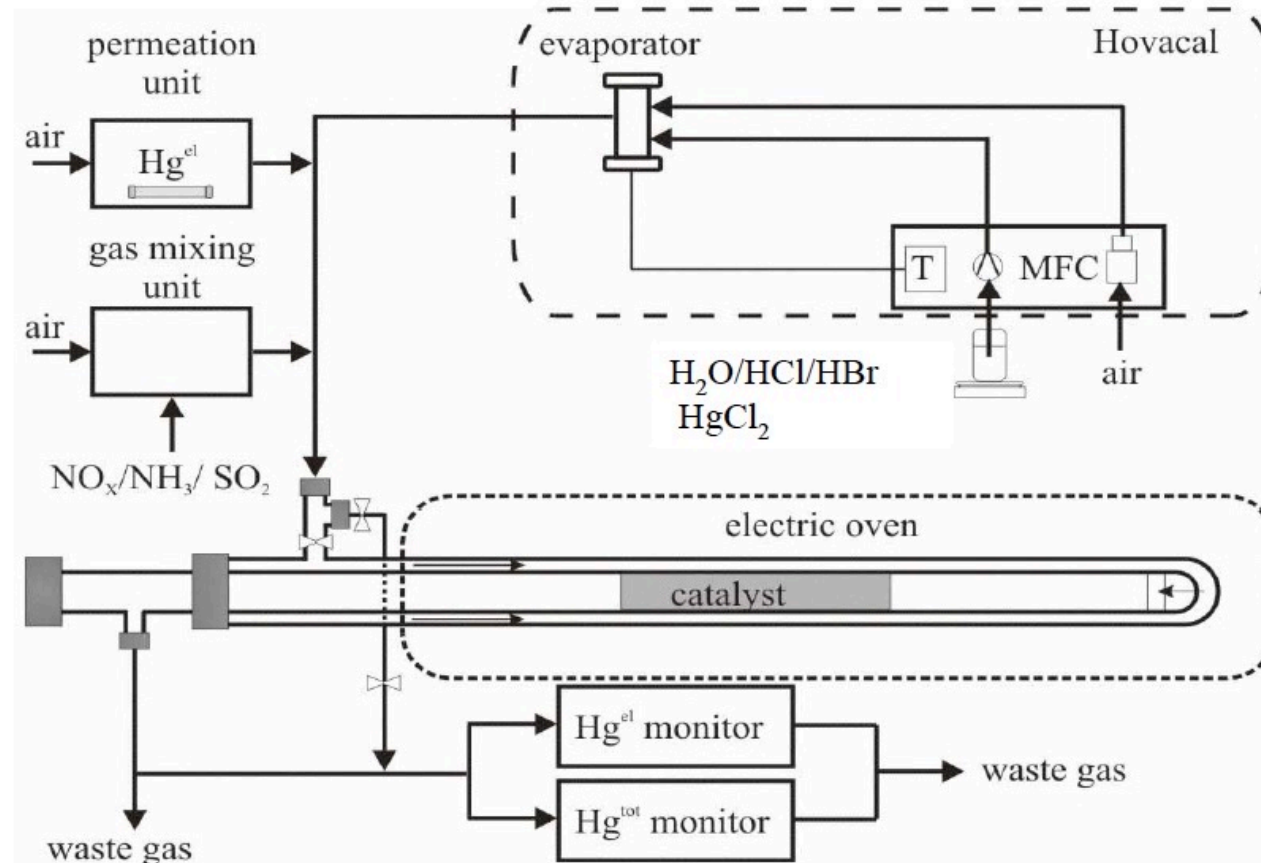 permeation
unit
evaporator
Hovacal
air
Hg^el
gas mixing
unit
T
MFC
air
air
H₂O/HCl/HBr
HgCl₂
NOₓ/NH₃/ SO₂
electric oven
catalyst
Hg^el monitor
waste gas
Hg^tot monitor
waste gas